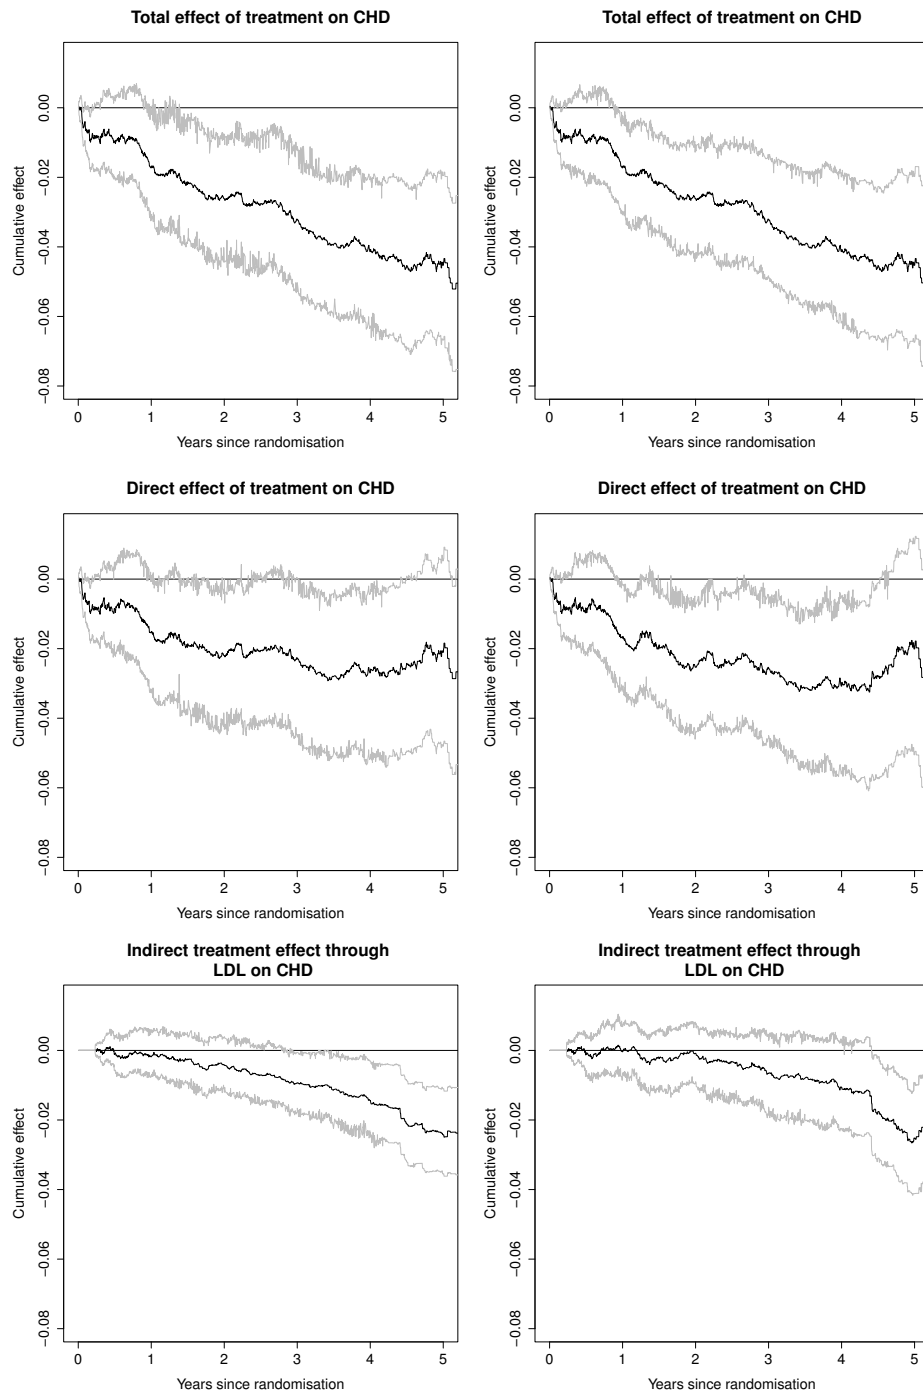 Total effect of treatment on CHD
Cumulative effect
0.00
−0.02
−0.04
−0.06
−0.08
0 1 2 3 4 5
Years since randomisation
Total effect of treatment on CHD
Cumulative effect
0.00
−0.02
−0.04
−0.06
−0.08
0 1 2 3 4 5
Years since randomisation
Direct effect of treatment on CHD
Cumulative effect
0.00
−0.02
−0.04
−0.06
−0.08
0 1 2 3 4 5
Years since randomisation
Direct effect of treatment on CHD
Cumulative effect
0.00
−0.02
−0.04
−0.06
−0.08
0 1 2 3 4 5
Years since randomisation
Indirect treatment effect through
LDL on CHD
Cumulative effect
0.00
−0.02
−0.04
−0.06
−0.08
0 1 2 3 4 5
Years since randomisation
Indirect treatment effect through
LDL on CHD
Cumulative effect
0.00
−0.02
−0.04
−0.06
−0.08
0 1 2 3 4 5
Years since randomisation